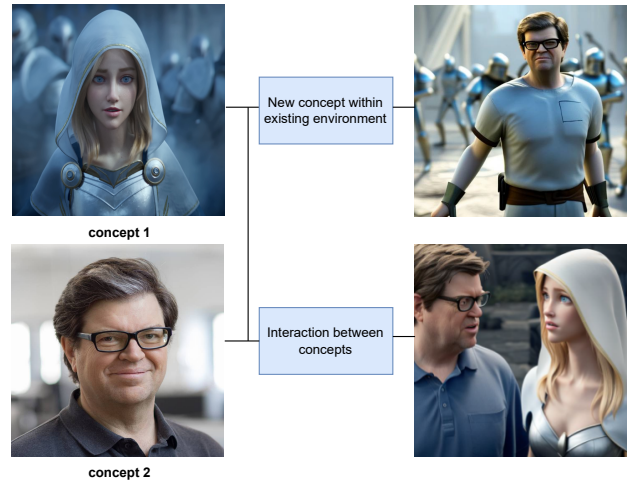 New concept within
existing environment
concept 1
Interaction between
concepts
concept 2